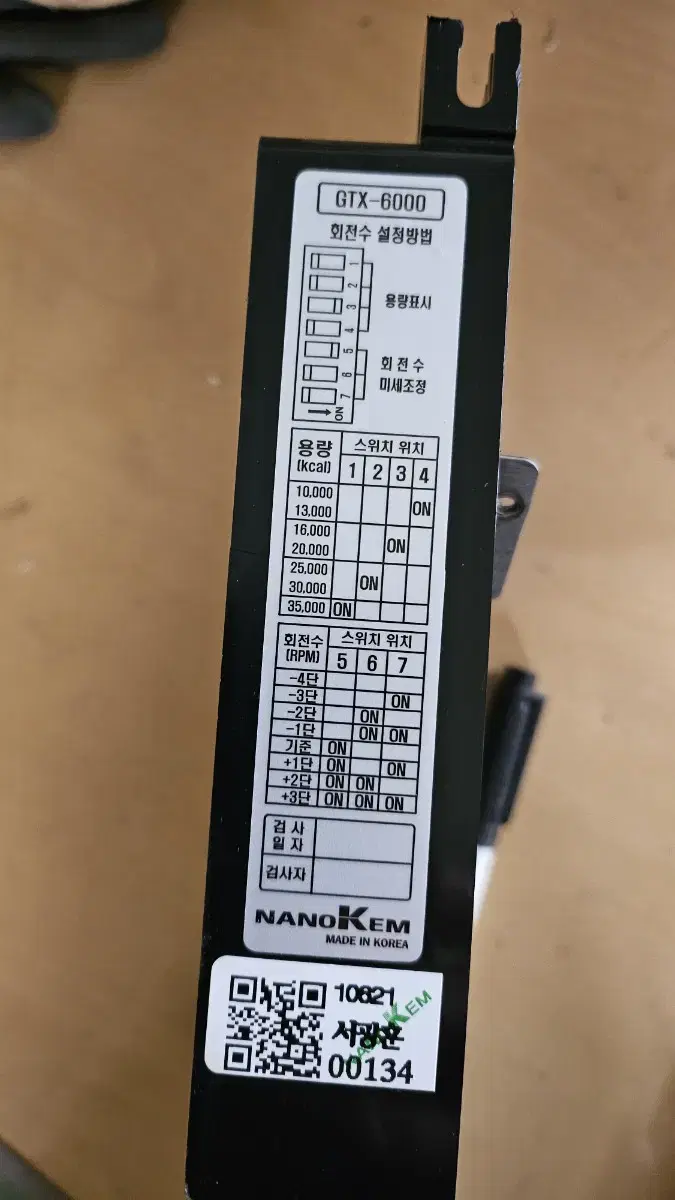 GTX-6000
회전수 설정방법
1
2
3
4
5
6
7
ON
용량표시
회 전 수
미세조정
용량 스위치 위치
(kcal) 1 2 3 4
10,000
13,000 ON
16,000
20,000 ON
25,000
30,000 ON
35,000 ON
회전수 스위치 위치
(RPM) 5 6 7
-4단
-3단 ON
-2단 ON
-1단 ON ON
기준 ON
+1단 ON ON
+2단 ON ON
+3단 ON ON ON
검 사
일 자
검사자
NANOKEM
MADE IN KOREA
10621
NANOKEM
00134